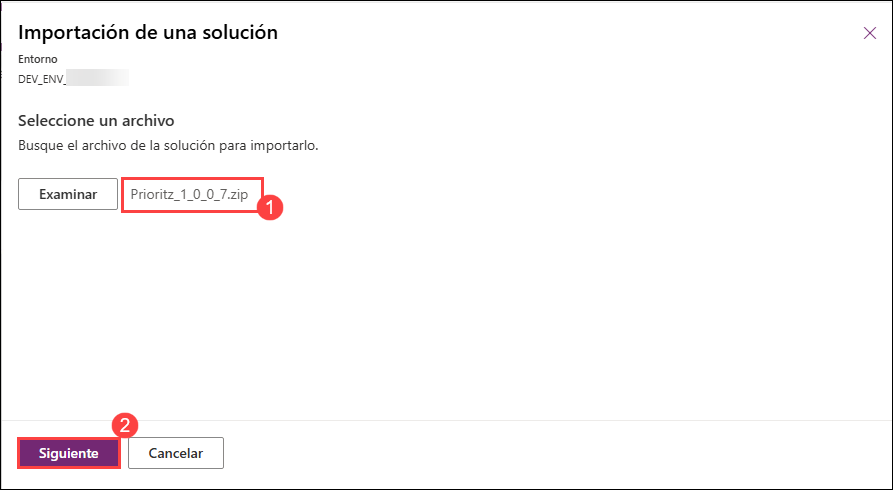 Importación de una solución
Entorno
DEV_ENV_
Seleccione un archivo
Busque el archivo de la solución para importarlo.
Examinar Prioritz_1_0_0_7.zip
1
2
Siguiente Cancelar